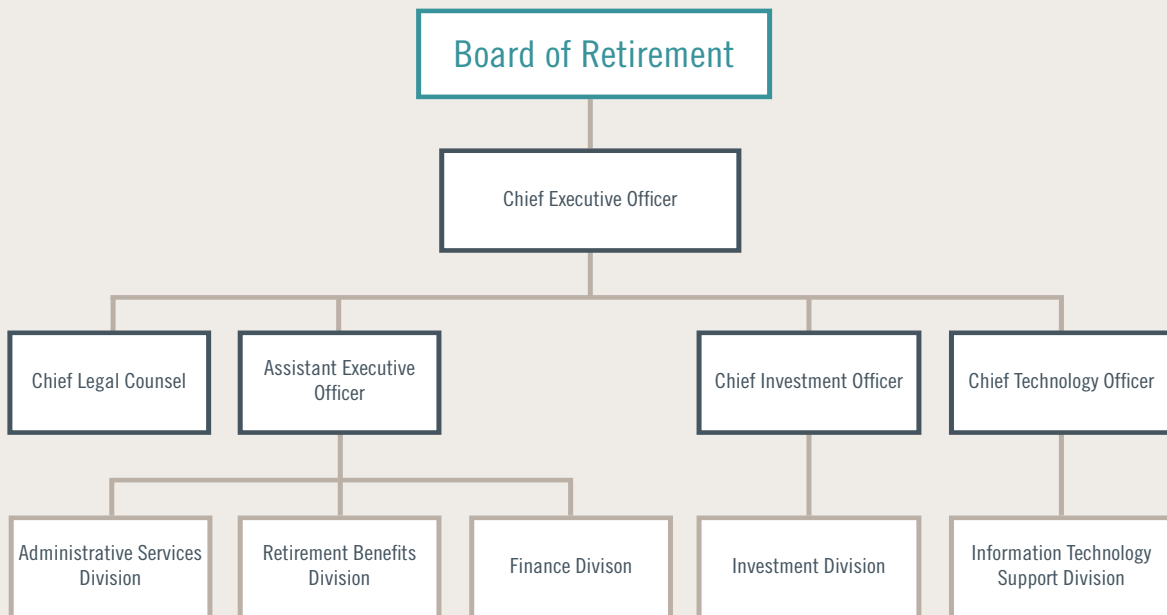 Board of Retirement
Chief Executive Officer
Chief Legal Counsel
Assistant Executive
Officer
Chief Investment Officer
Chief Technology Officer
Administrative Services
Division
Retirement Benefits
Division
Finance Divison
Investment Division
Information Technology
Support Division